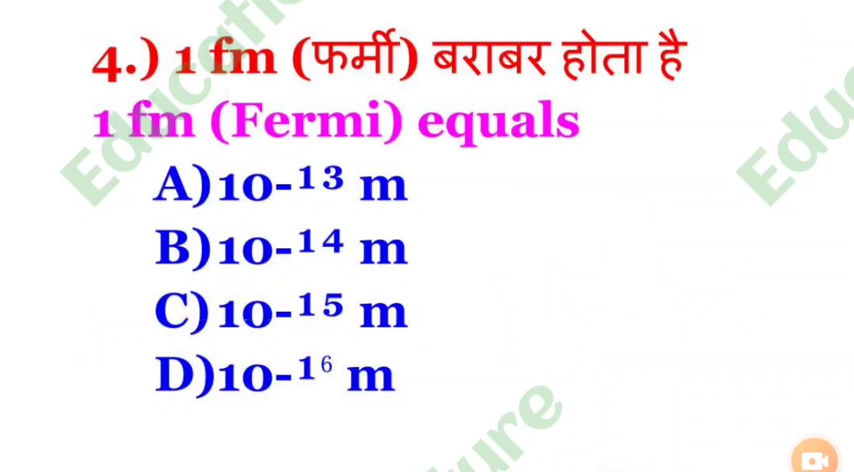 4.) 1 fm (फर्मी) बराबर होता है
1 fm (Fermi) equals
A)10-¹³ m
B)10-¹⁴ m
C)10-¹⁵ m
D)10-¹⁶ m